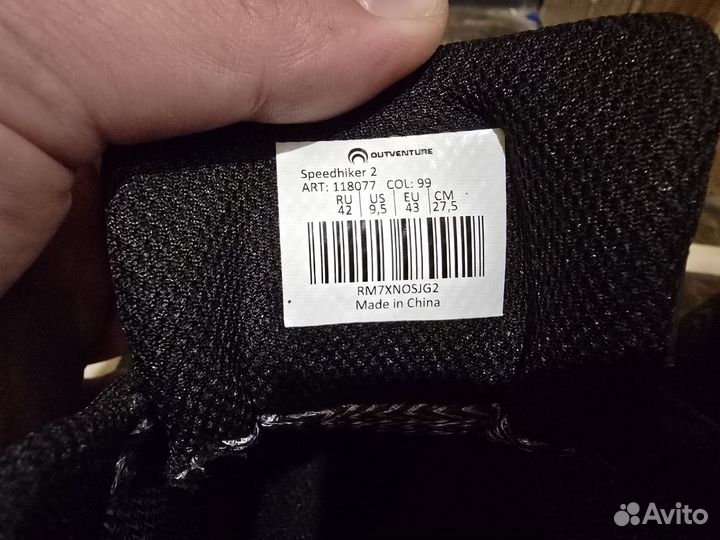 OUTVENTURE
Speedhiker 2
ART: 118077 COL: 99
RU US EU CM
42 9,5 43 27,5
RM7XNOSJG2
Made in China
Avito